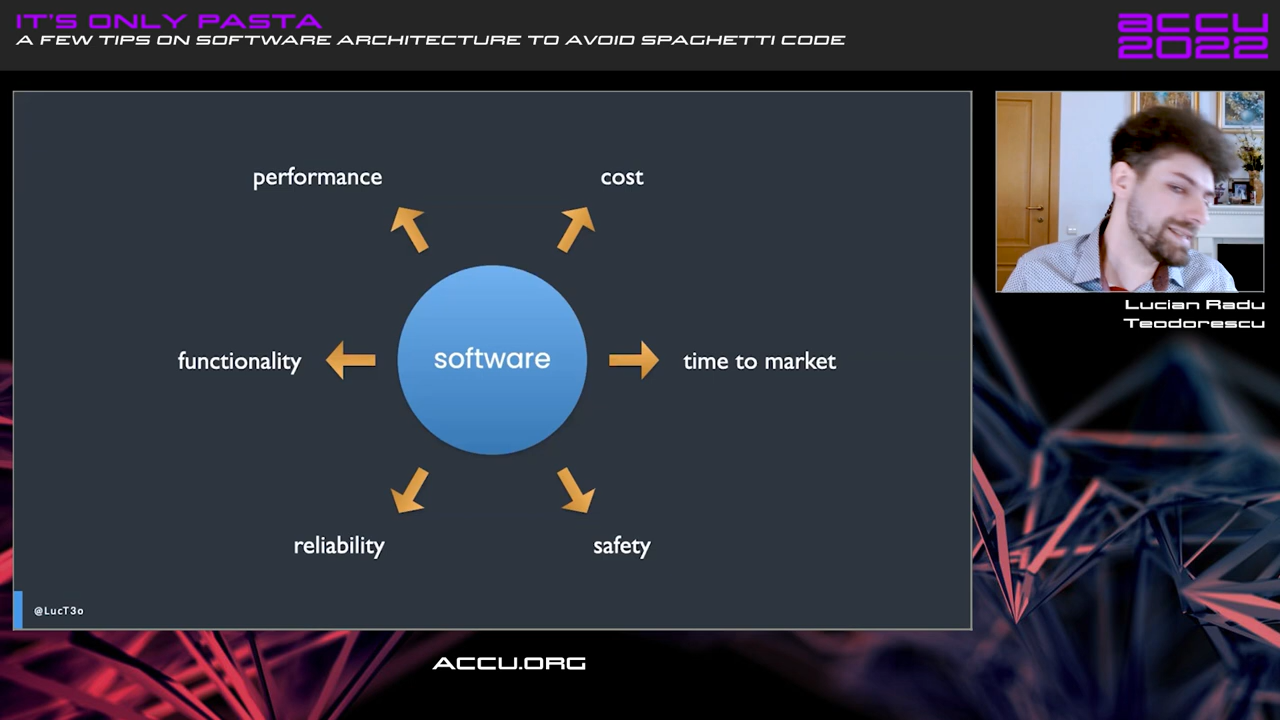 IT'S ONLY PASTA
A FEW TIPS ON SOFTWARE ARCHITECTURE TO AVOID SPAGHETTI CODE
accu
2022
performance
cost
functionality
software
time to market
reliability
safety
@LucT3o
Lucian Radu
Teodorescu
ACCU.ORG